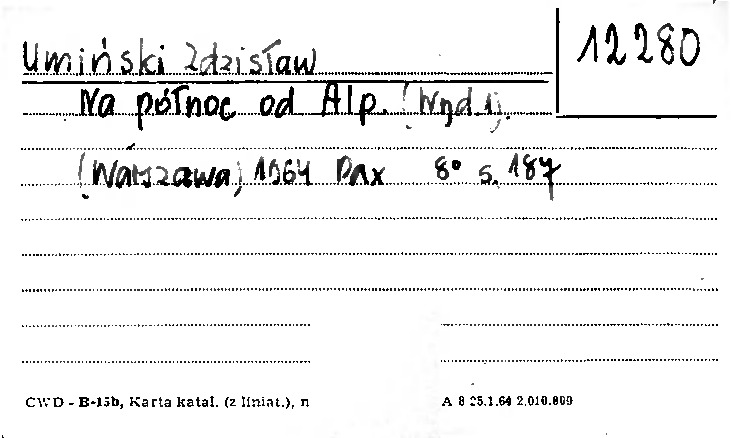 12280
Umiński Zdzisław
Na północ od Alp. (Wyd.1).
(Warszawa) 1964 Pax 8° s. 187
CWD - B-15b, Karta katal. (z liniat.), n
A 8 25.1.64 2.010.800